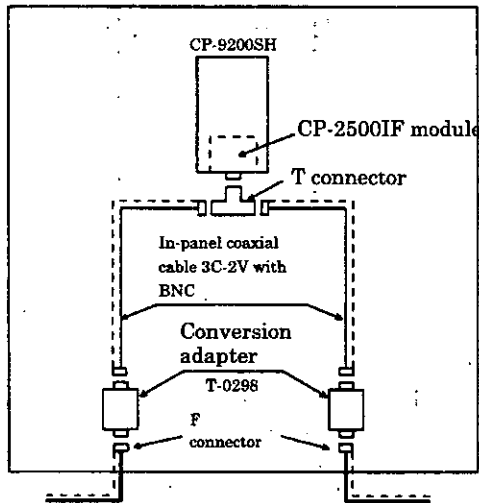 CP-9200SH
CP-2500IF module
T connector
In-panel coaxial
cable 3C-2V with
BNC
Conversion
adapter
T-0298
F
connector